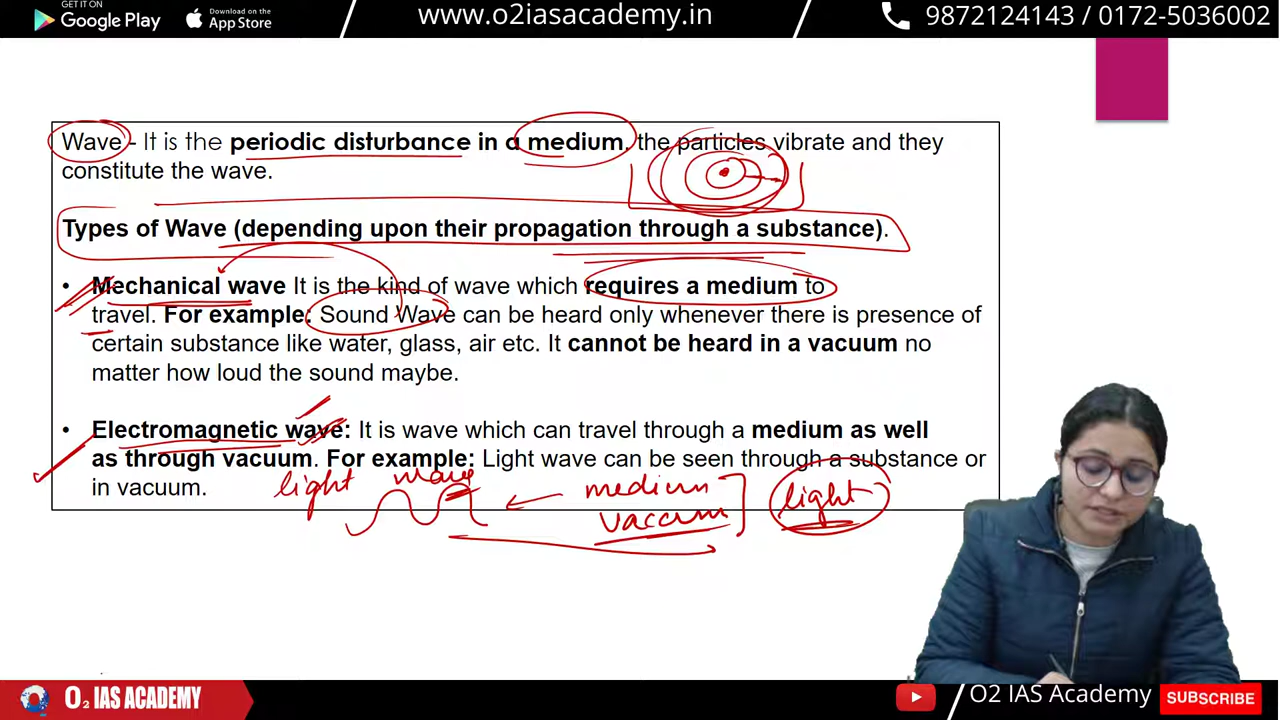 GET IT ON
Google Play
Download on the
App Store
www.o2iasacademy.in
9872124143 / 0172-5036002
Wave - It is the periodic disturbance in a medium, the particles vibrate and they
constitute the wave.
Types of Wave (depending upon their propagation through a substance).
• Mechanical wave It is the kind of wave which requires a medium to
travel. For example: Sound Wave can be heard only whenever there is presence of
certain substance like water, glass, air etc. It cannot be heard in a vacuum no
matter how loud the sound maybe.
• Electromagnetic wave: It is wave which can travel through a medium as well
as through vacuum. For example: Light wave can be seen through a substance or
in vacuum.
light wave
medium
vaccum
light
O2 IAS ACADEMY
O2 IAS Academy
SUBSCRIBE